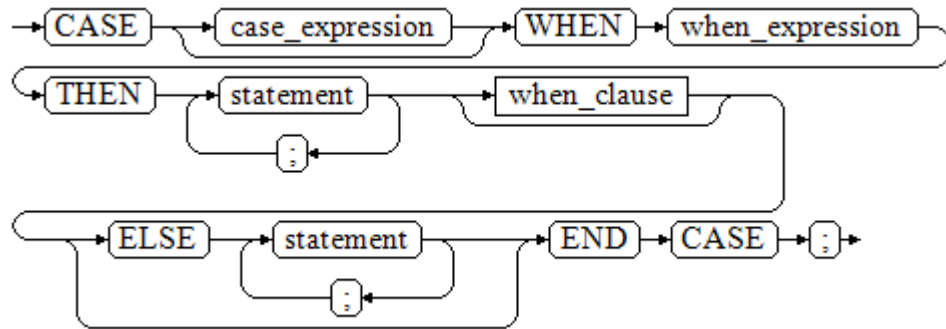 CASE case_expression WHEN when_expression
THEN statement when_clause
;
ELSE statement END CASE ;
;